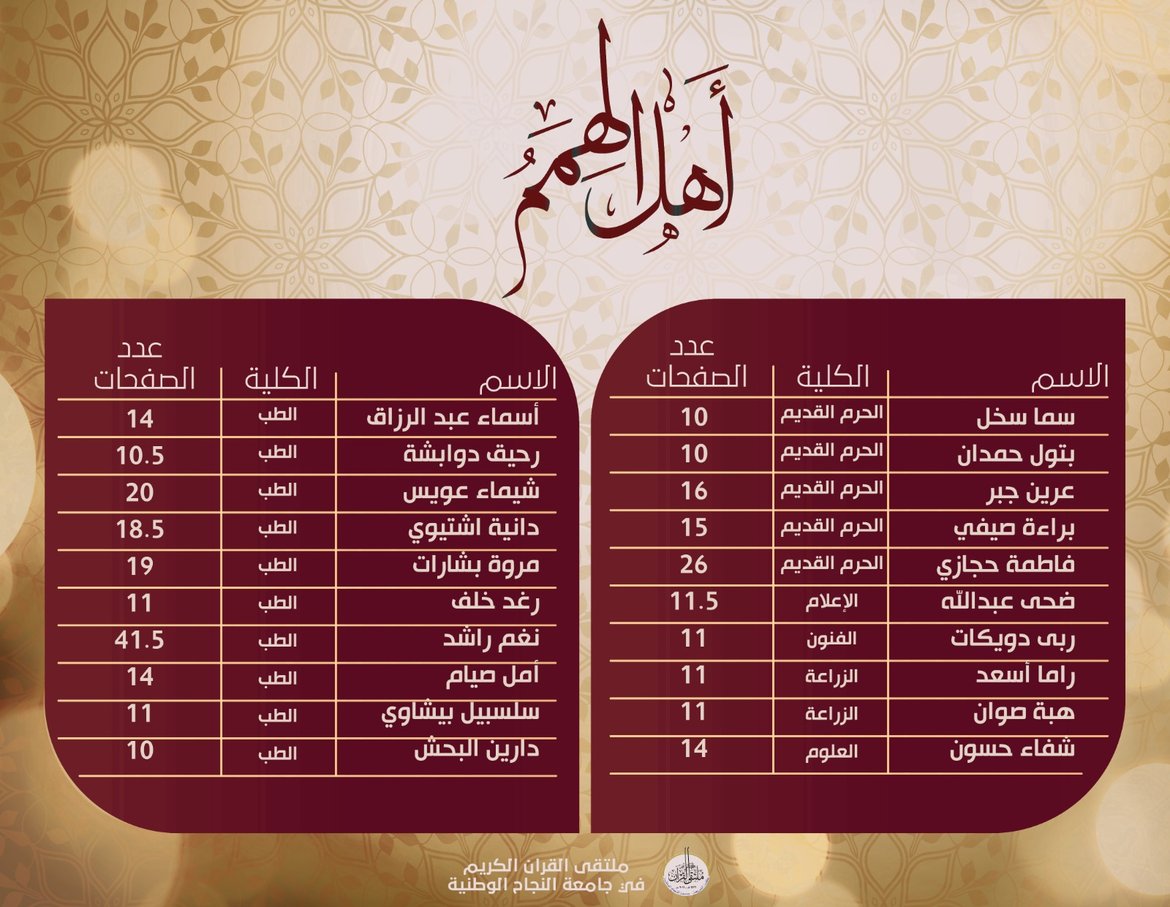 أَهل الهِمَمُ
الاسم الكلية عدد الصفحات
سما سخل الحرم القديم 10
بتول حمدان الحرم القديم 10
عرين جبر الحرم القديم 16
براءة صيفي الحرم القديم 15
فاطمة حجازي الحرم القديم 26
ضحى عبدالله الإعلام 11.5
ربى دويكات الفنون 11
راما أسعد الزراعة 11
هبة صوان الزراعة 11
شفاء حسون العلوم 14
الاسم الكلية عدد الصفحات
أسماء عبد الرزاق الطب 14
رحيق دوابشة الطب 10.5
شيماء عويس الطب 20
دانية اشتيوي الطب 18.5
مروة بشارات الطب 19
رغد خلف الطب 11
نغم راشد الطب 41.5
أمل صيام الطب 14
سلسبيل بيشاوي الطب 11
دارين البحش الطب 10
ملتقى القران الكريم
في جامعة النجاح الوطنية